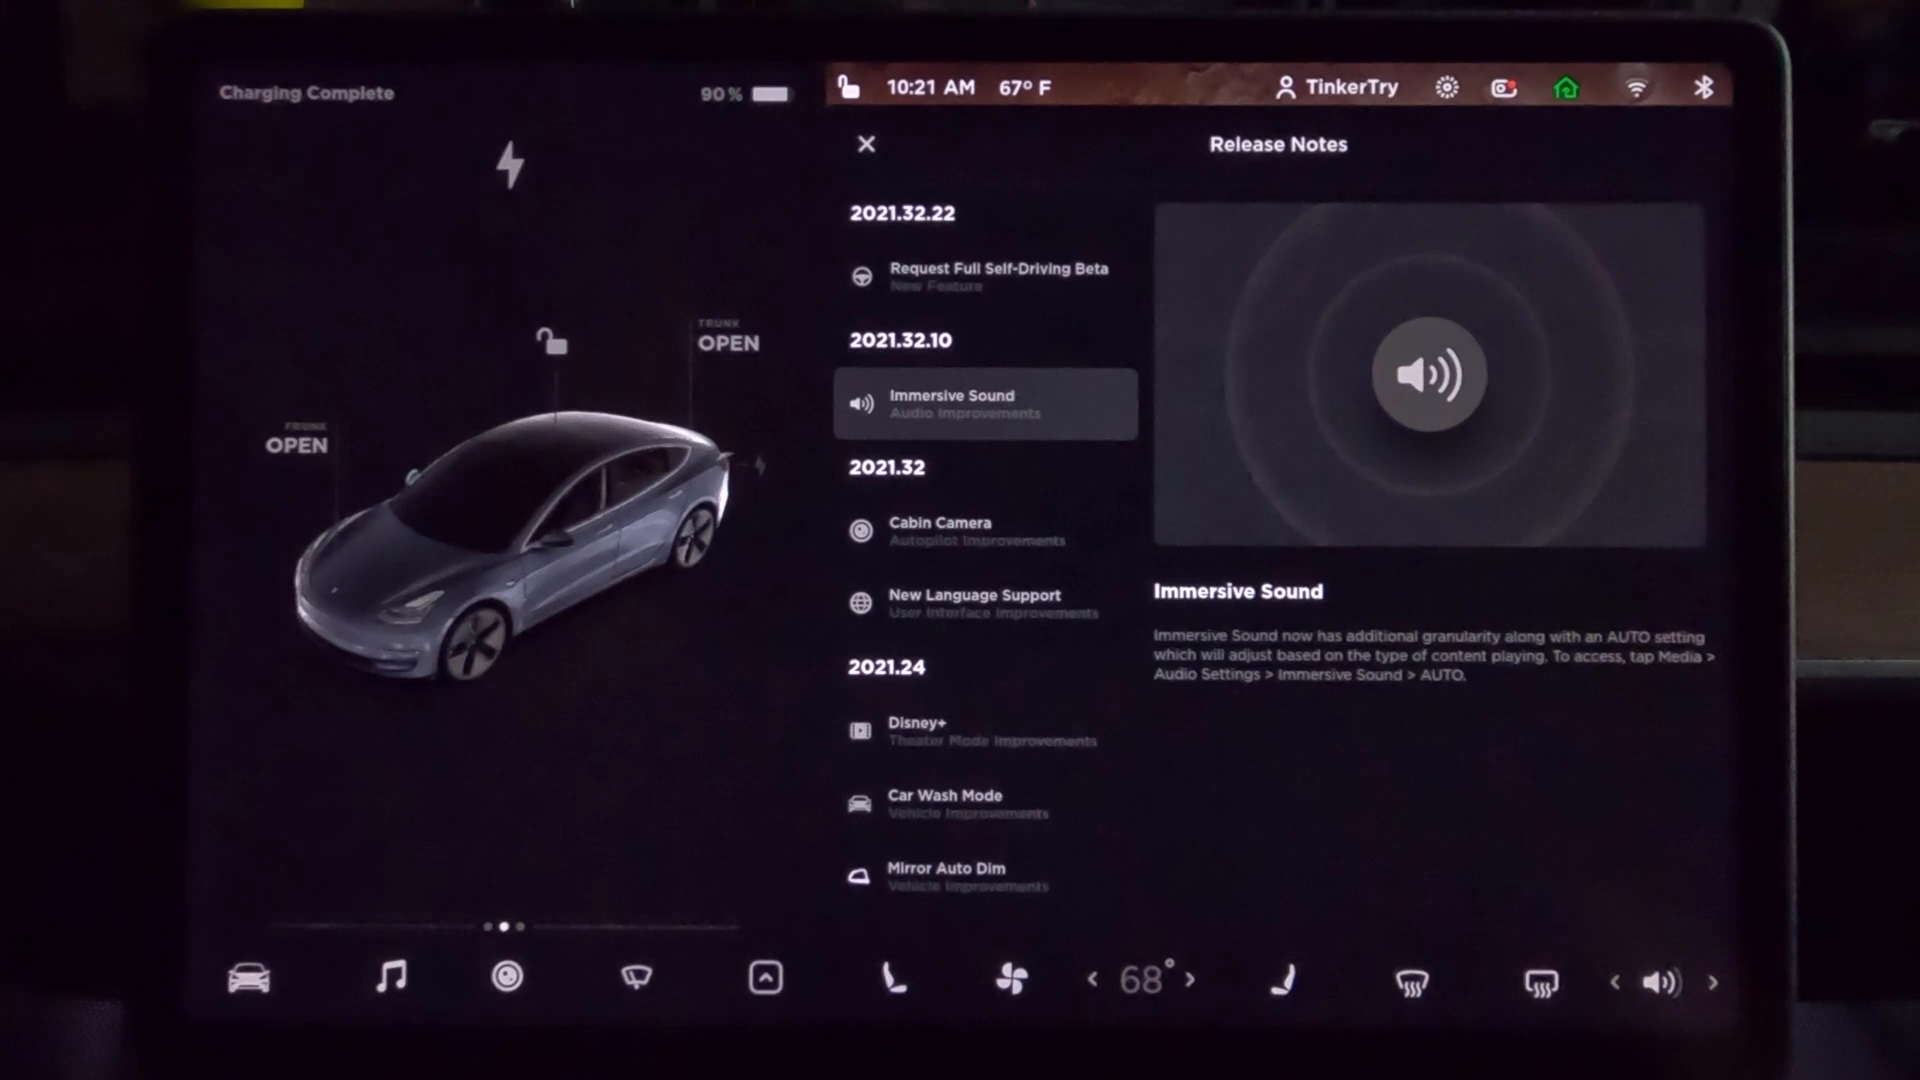 Charging Complete
90 %
10:21 AM 67° F
TinkerTry
Release Notes
2021.32.22
Request Full Self-Driving Beta
New Feature
2021.32.10
Immersive Sound
Audio Improvements
2021.32
Cabin Camera
Autopilot Improvements
New Language Support
User Interface Improvements
2021.24
Disney+
Theater Mode Improvements
Car Wash Mode
Vehicle Improvements
Mirror Auto Dim
Vehicle Improvements
TRUNK
OPEN
FRUNK
OPEN
Immersive Sound
Immersive Sound now has additional granularity along with an AUTO setting
which will adjust based on the type of content playing. To access, tap Media >
Audio Settings > Immersive Sound > AUTO.
< 68° >